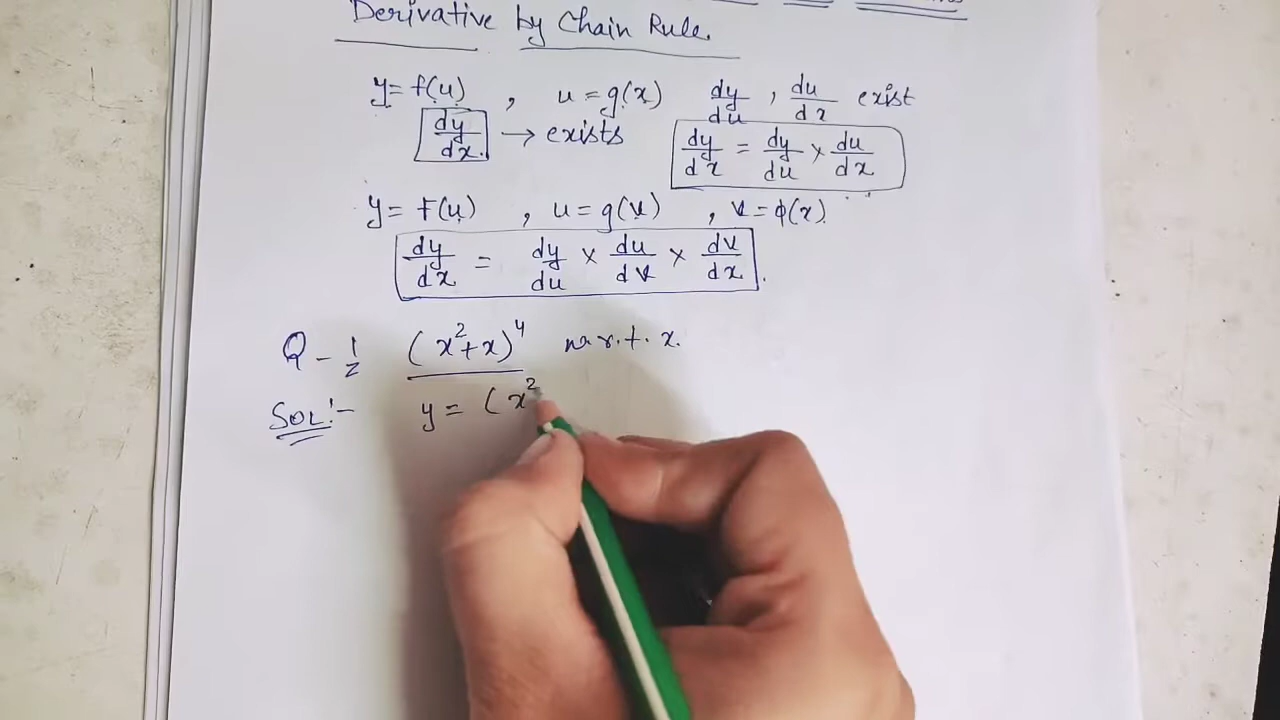 Derivative by Chain Rule.
y = f(u) , u = g(x) dy/du , du/dx exist
dy/dx → exists dy/dx = dy/du × du/dx
y = f(u) , u = g(v) , v = φ(x).
dy/dx = dy/du × du/dv × dv/dx.
Q - 1/2 (x²+x)⁴ w.r.t. x.
Sol:- y = (x²